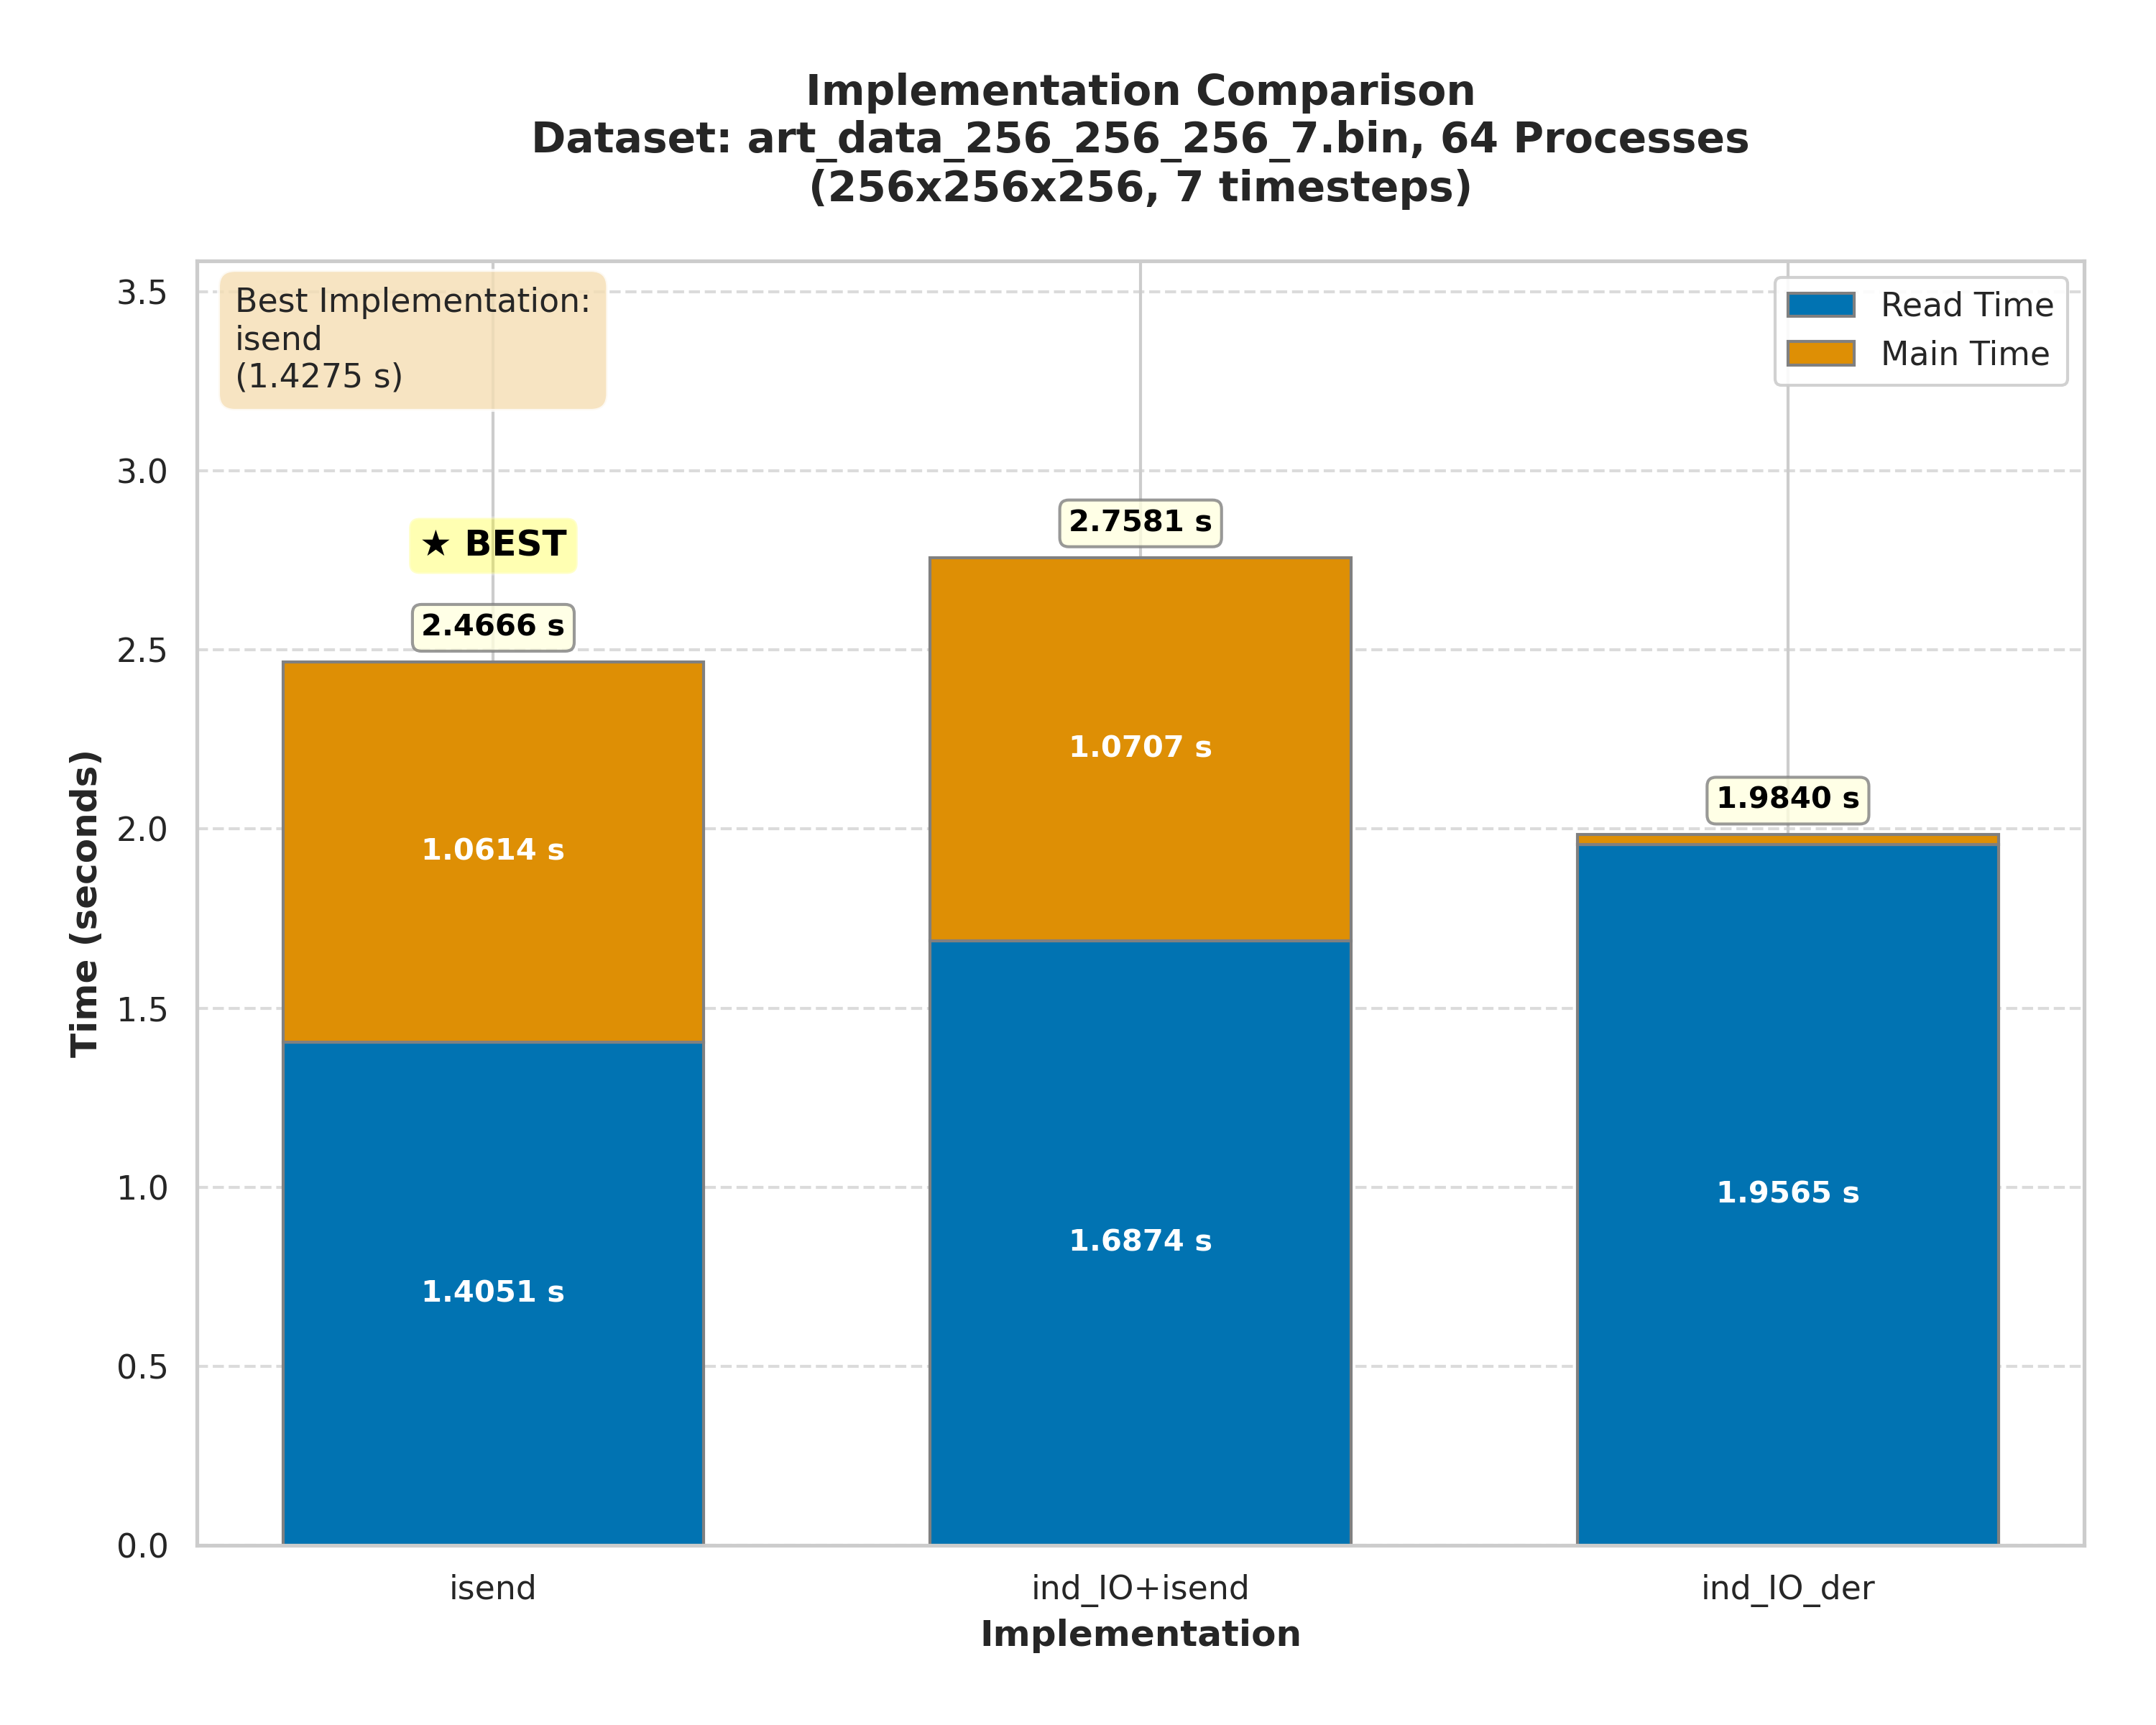 Implementation Comparison
Dataset: art_data_256_256_256_7.bin, 64 Processes
(256x256x256, 7 timesteps)
Best Implementation:
isend
(1.4275 s)
Read Time
Main Time
3.5
3.0
2.5
2.0
1.5
1.0
0.5
0.0
Time (seconds)
★ BEST
2.4666 s
1.0614 s
1.4051 s
2.7581 s
1.0707 s
1.6874 s
1.9840 s
1.9565 s
isend
ind_IO+isend
ind_IO_der
Implementation